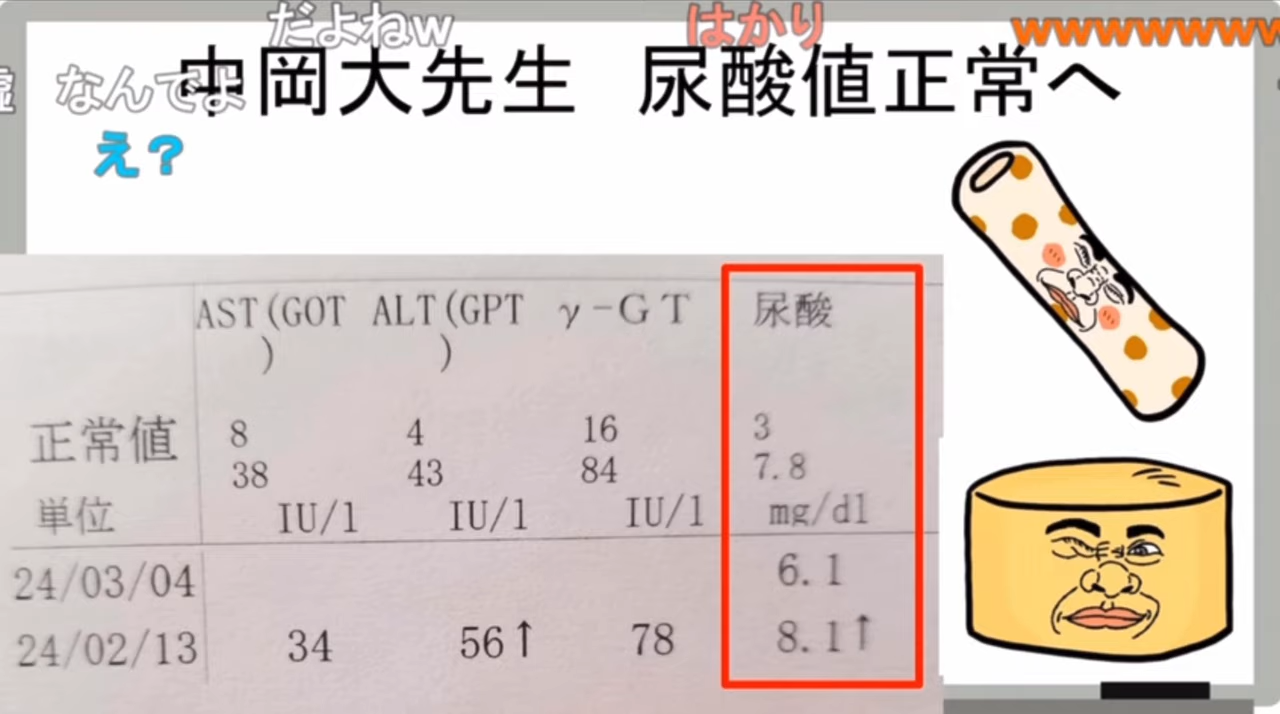 だよねw
はかり
wwwwwwww
中岡大先生 尿酸値正常へ
なんでよ
え?
AST(GOT) ALT(GPT) γ-GT 尿酸
正常値 8 4 16 3
38 43 84 7.8
単位 IU/l IU/l IU/l mg/dl
24/03/04 6.1
24/02/13 34 56↑ 78 8.1↑